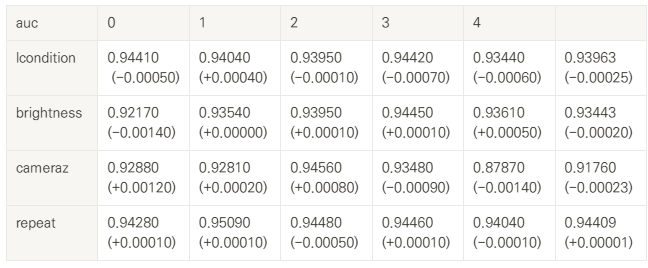 auc 0 1 2 3 4
lcondition 0.94410 0.94040 0.93950 0.94420 0.93440 0.93963
(−0.00050) (+0.00040) (−0.00010) (−0.00070) (−0.00060) (−0.00025)
brightness 0.92170 0.93540 0.93950 0.94450 0.93610 0.93443
(−0.00140) (+0.00000) (+0.00010) (+0.00010) (+0.00050) (−0.00020)
cameraz 0.92880 0.92810 0.94560 0.93480 0.87870 0.91760
(+0.00120) (+0.00020) (+0.00080) (−0.00090) (−0.00140) (−0.00023)
repeat 0.94280 0.95090 0.94480 0.94460 0.94040 0.94409
(+0.00010) (+0.00010) (−0.00050) (+0.00010) (−0.00010) (+0.00001)